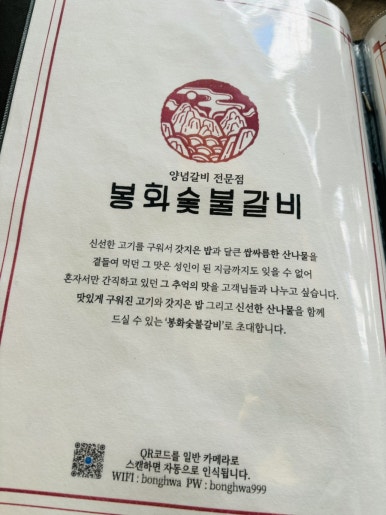 양념갈비 전문점
봉화숯불갈비
신선한 고기를 구워서 갓지은 밥과 달큰 쌉싸름한 산나물을
곁들여 먹던 그 맛은 성인이 된 지금까지도 잊을 수 없어
혼자서만 간직하고 있던 그 추억의 맛을 고객님들과 나누고 싶습니다.
맛있게 구워진 고기와 갓지은 밥 그리고 신선한 산나물을 함께
드실 수 있는 '봉화숯불갈비'로 초대합니다.
QR코드를 일반 카메라로
스캔하면 자동으로 인식됩니다.
WIFI : bonghwa PW : bonghwa999